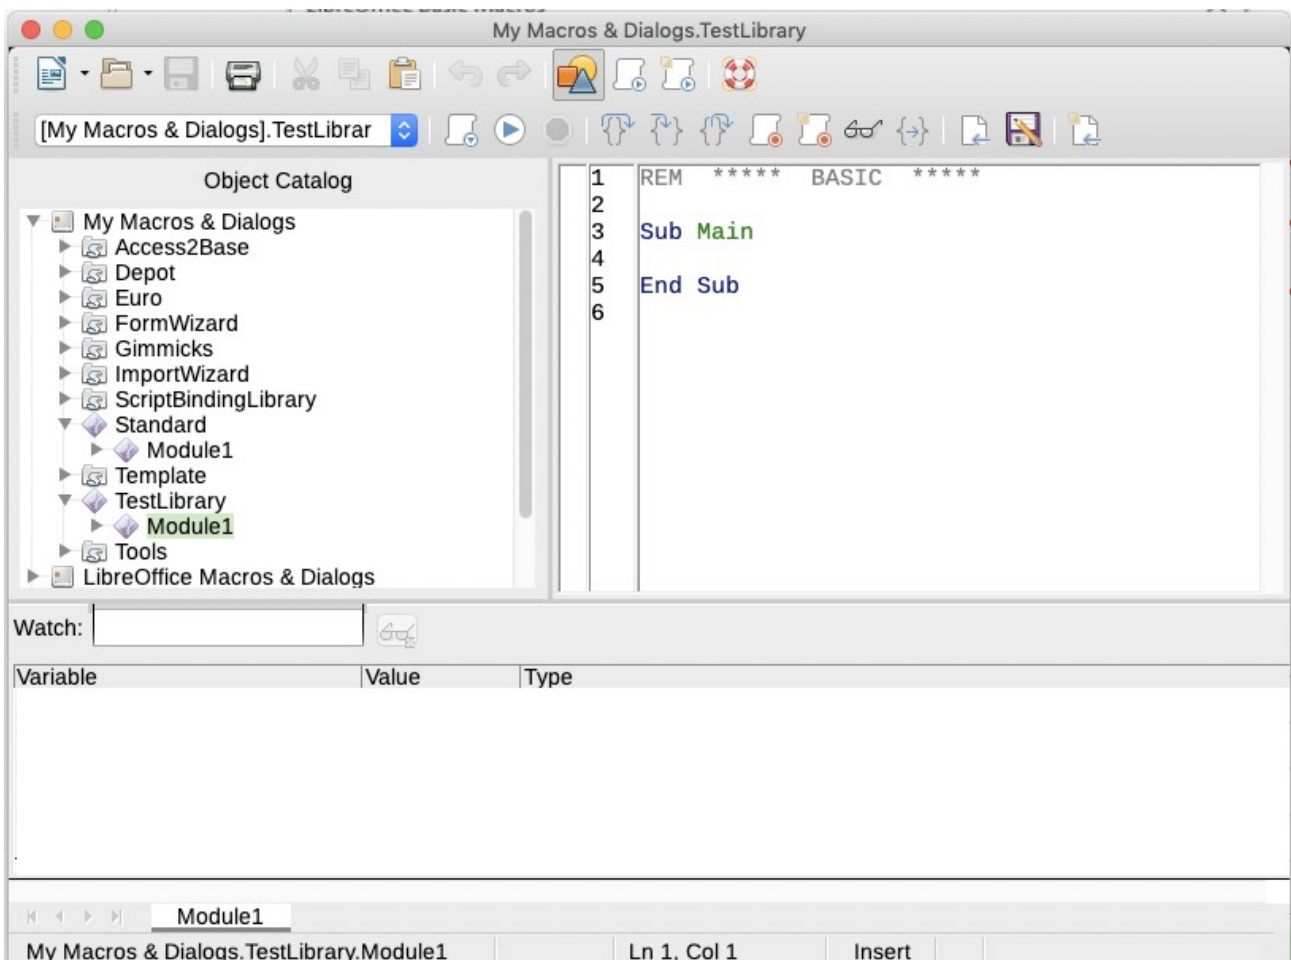 My Macros & Dialogs.TestLibrary
[My Macros & Dialogs].TestLibrar
Object Catalog
My Macros & Dialogs
Access2Base
Depot
Euro
FormWizard
Gimmicks
ImportWizard
ScriptBindingLibrary
Standard
Module1
Template
TestLibrary
Module1
Tools
LibreOffice Macros & Dialogs
1 REM ***** BASIC *****
2
3 Sub Main
4
5 End Sub
6
Watch:
Variable Value Type
Module1
My Macros & Dialogs.TestLibrary.Module1 Ln 1, Col 1 Insert